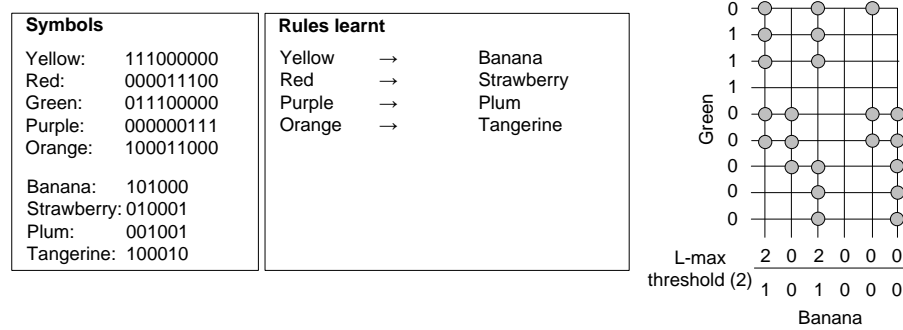 Symbols
Yellow: 111000000
Red: 000011100
Green: 011100000
Purple: 000000111
Orange: 100011000
Banana: 101000
Strawberry: 010001
Plum: 001001
Tangerine: 100010
Rules learnt
Yellow → Banana
Red → Strawberry
Purple → Plum
Orange → Tangerine
Green
0
1
1
1
0
0
0
0
0
2 0 2 0 0 0
L-max
threshold (2)
1 0 1 0 0 0
Banana